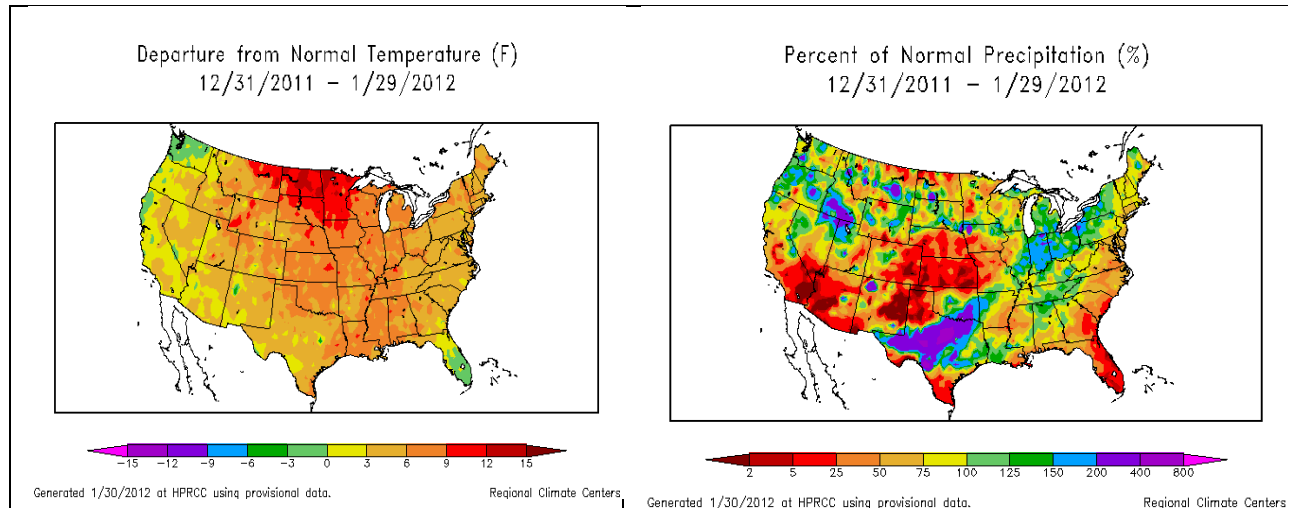 Departure from Normal Temperature (F)
12/31/2011 – 1/29/2012
-15 -12 -9 -6 -3 0 3 6 9 12 15
Generated 1/30/2012 at HPRCC using provisional data. Regional Climate Centers
Percent of Normal Precipitation (%)
12/31/2011 – 1/29/2012
2 5 25 50 75 100 125 150 200 400 800
Generated 1/30/2012 at HPRCC using provisional data. Regional Climate Centers